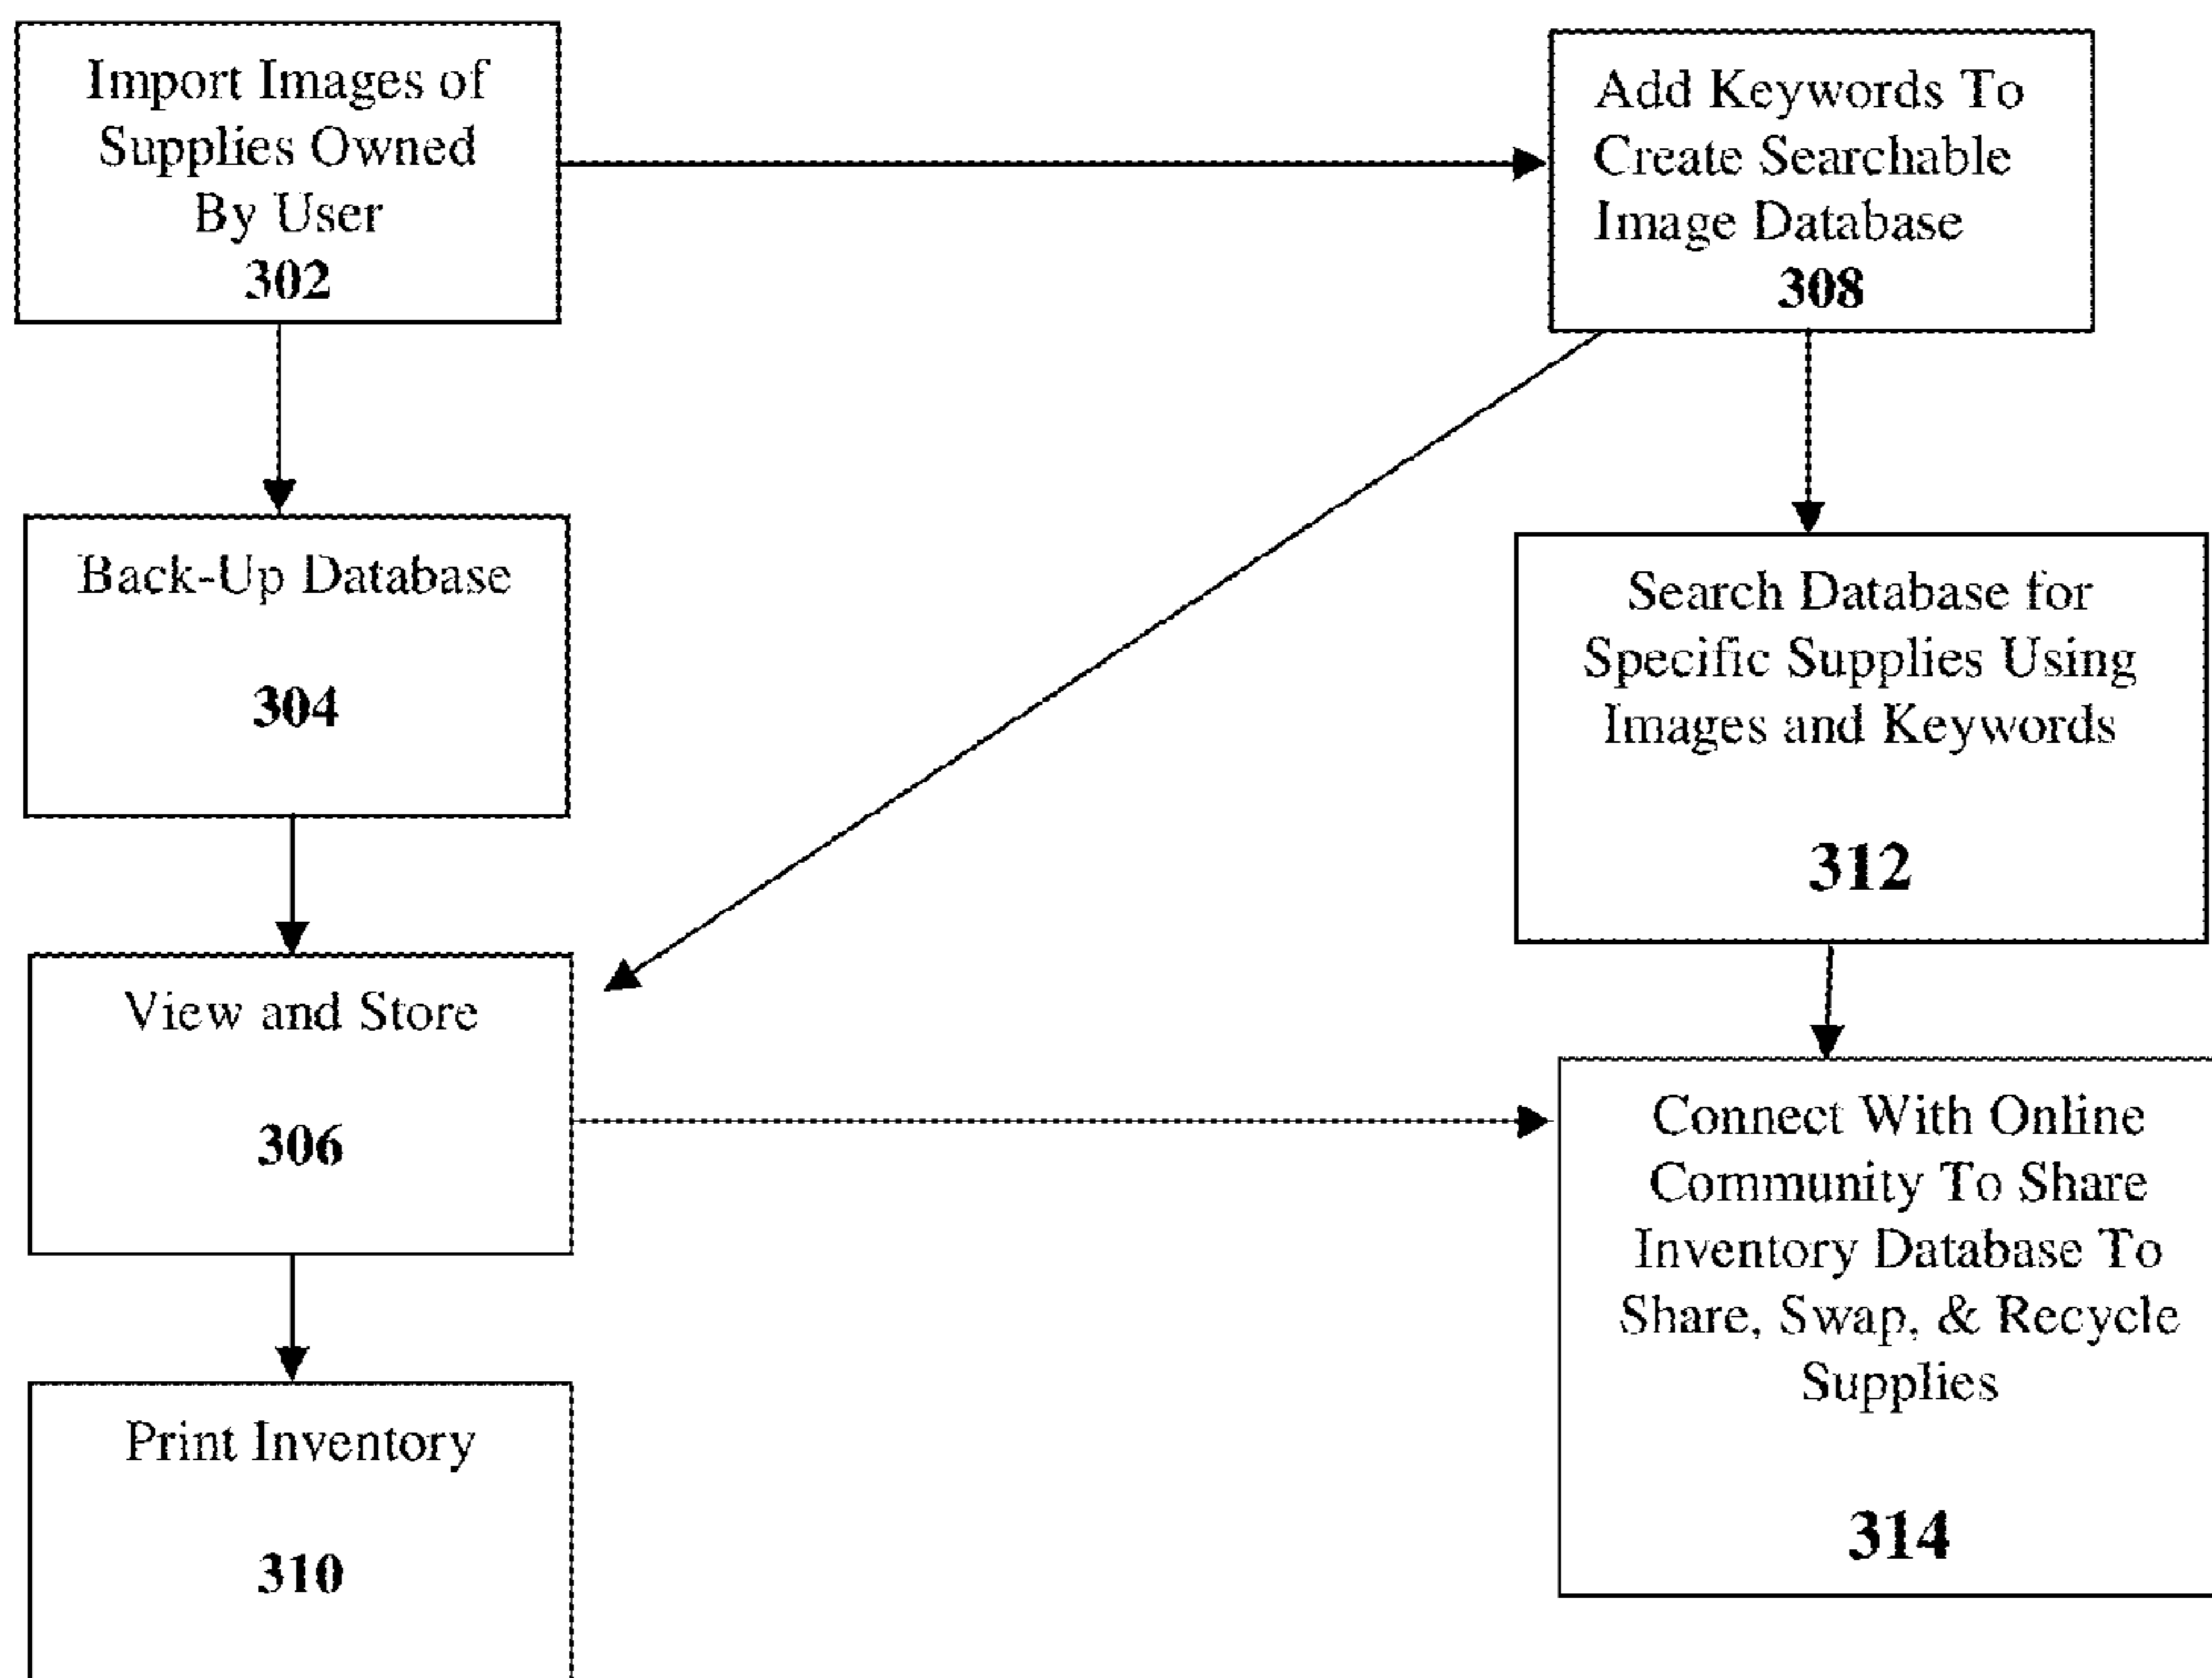 Import Images of
Supplies Owned
By User
302
Add Keywords To
Create Searchable
Image Database
308
Back-Up Database
304
Search Database for
Specific Supplies Using
Images and Keywords
312
View and Store
306
Connect With Online
Community To Share
Inventory Database To
Share, Swap, & Recycle
Supplies
314
Print Inventory
310